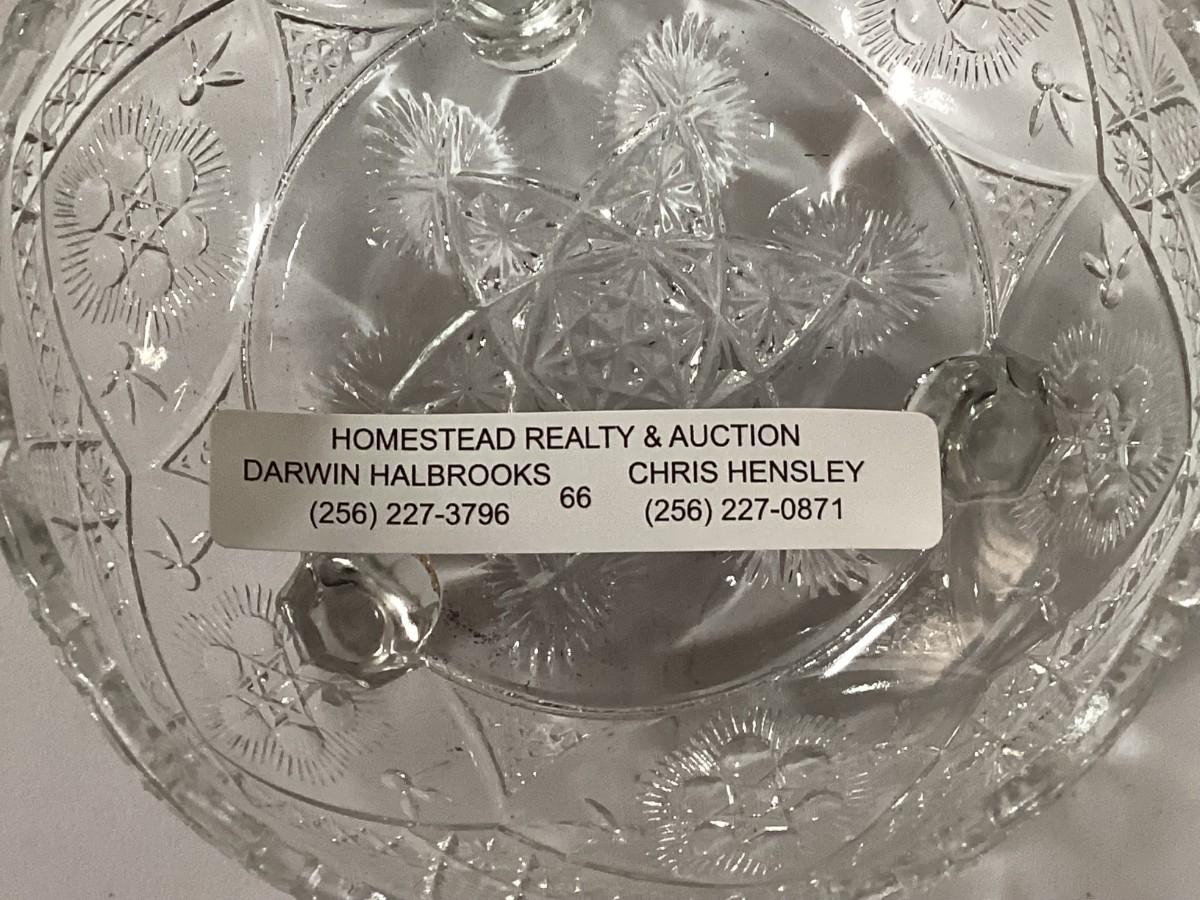 HOMESTEAD REALTY & AUCTION
DARWIN HALBROOKS CHRIS HENSLEY
(256) 227-3796 66 (256) 227-0871